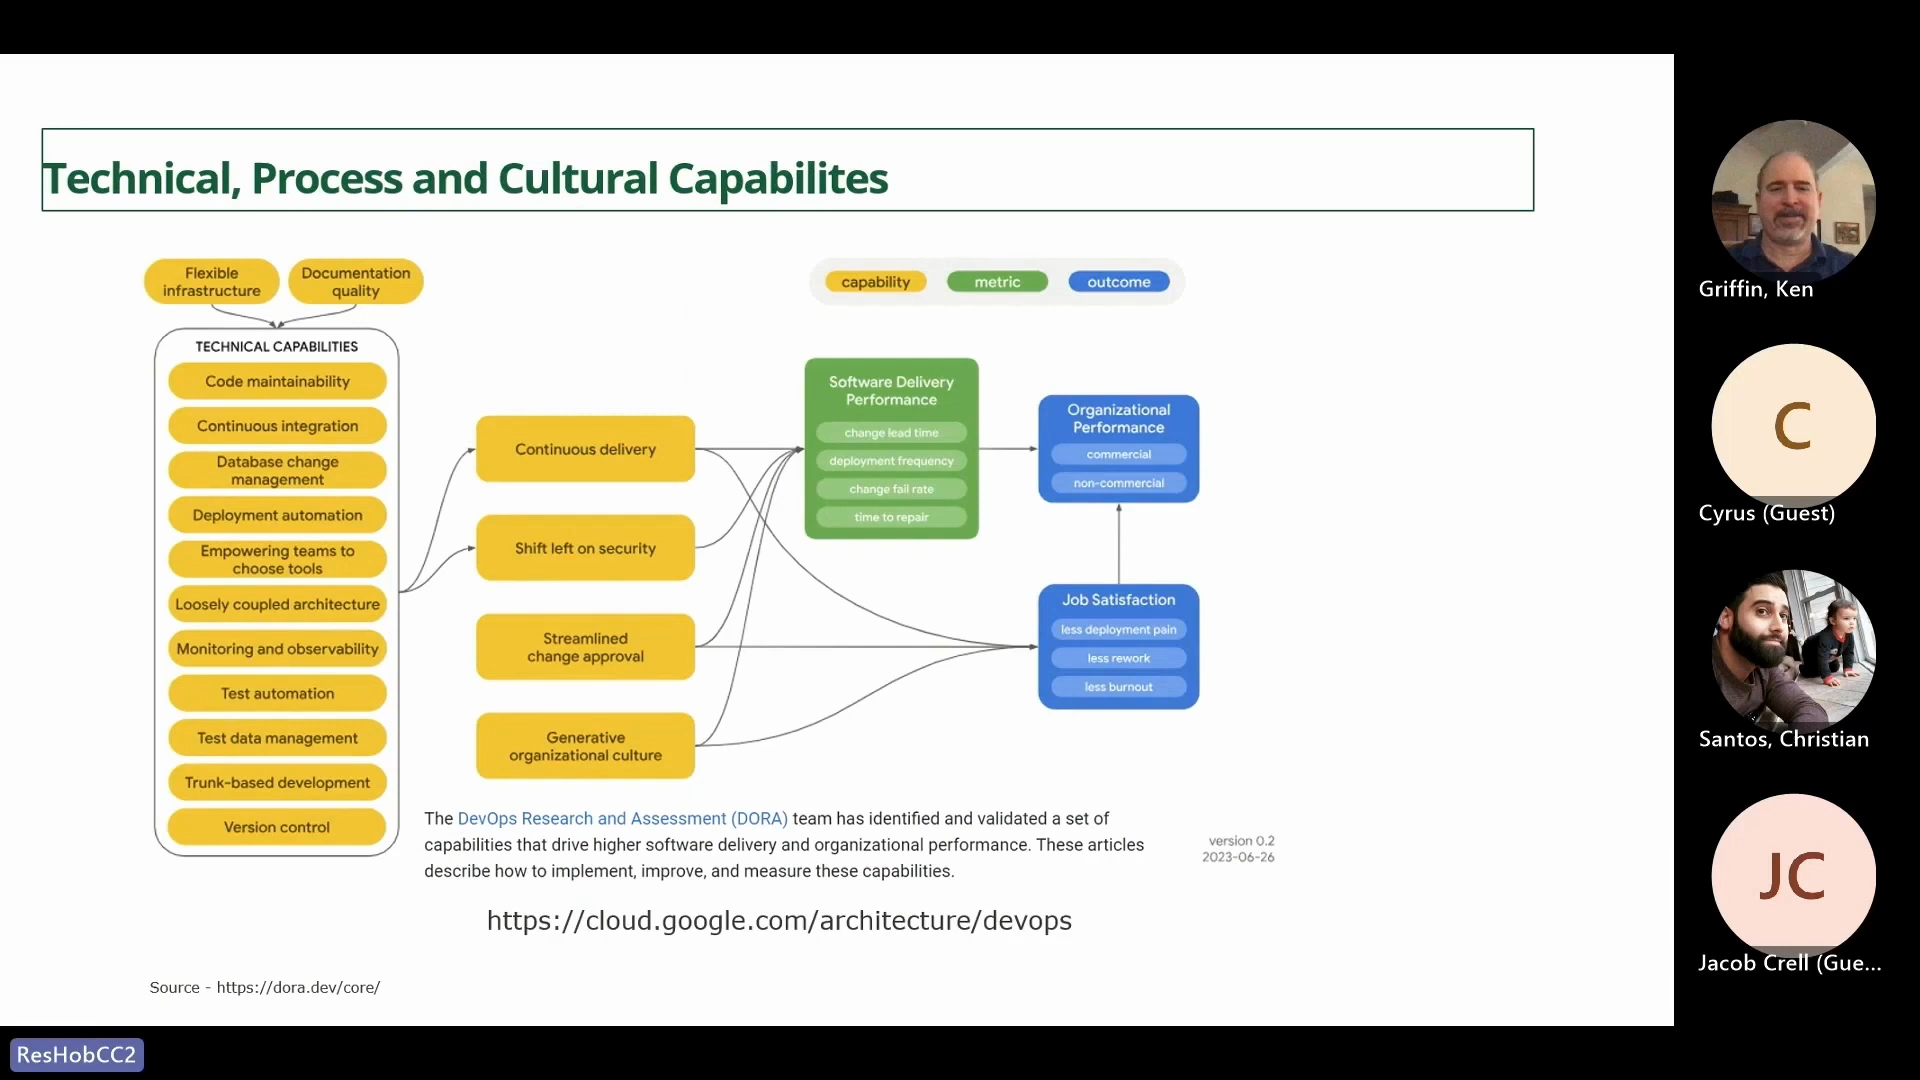 Technical, Process and Cultural Capabilites
Flexible
infrastructure
Documentation
quality
capability
metric
outcome
TECHNICAL CAPABILITIES
Code maintainability
Continuous integration
Database change
management
Deployment automation
Empowering teams to
choose tools
Loosely coupled architecture
Monitoring and observability
Test automation
Test data management
Trunk-based development
Version control
Continuous delivery
Shift left on security
Streamlined
change approval
Generative
organizational culture
Software Delivery
Performance
change lead time
deployment frequency
change fail rate
time to repair
Organizational
Performance
commercial
non-commercial
Job Satisfaction
less deployment pain
less rework
less burnout
The DevOps Research and Assessment (DORA) team has identified and validated a set of
capabilities that drive higher software delivery and organizational performance. These articles
describe how to implement, improve, and measure these capabilities.
version 0.2
2023-06-26
https://cloud.google.com/architecture/devops
Source - https://dora.dev/core/
Griffin, Ken
C
Cyrus (Guest)
Santos, Christian
JC
Jacob Crell (Gue...
ResHobCC2